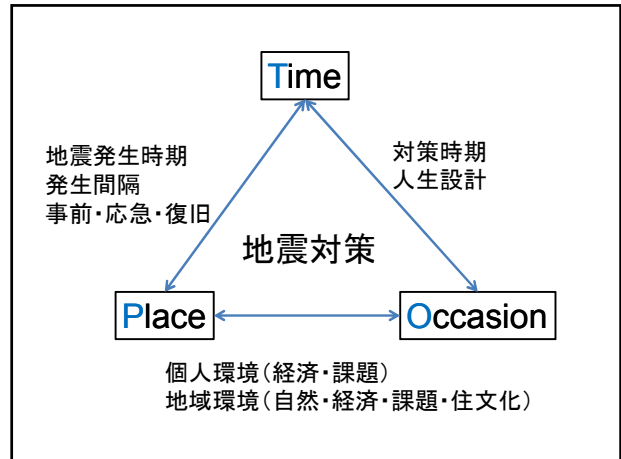 Time
地震発生時期
発生間隔
事前・応急・復旧
対策時期
人生設計
地震対策
Place
Occasion
個人環境(経済・課題)
地域環境(自然・経済・課題・住文化)